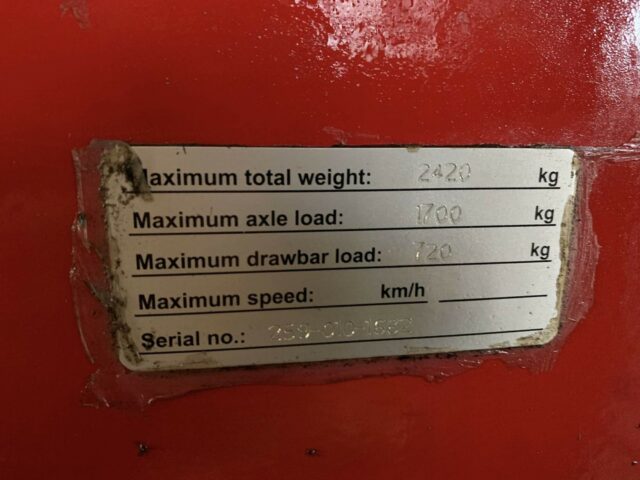 Maximum total weight: 2420 kg
Maximum axle load: 1700 kg
Maximum drawbar load: 720 kg
Maximum speed: km/h
Serial no.: